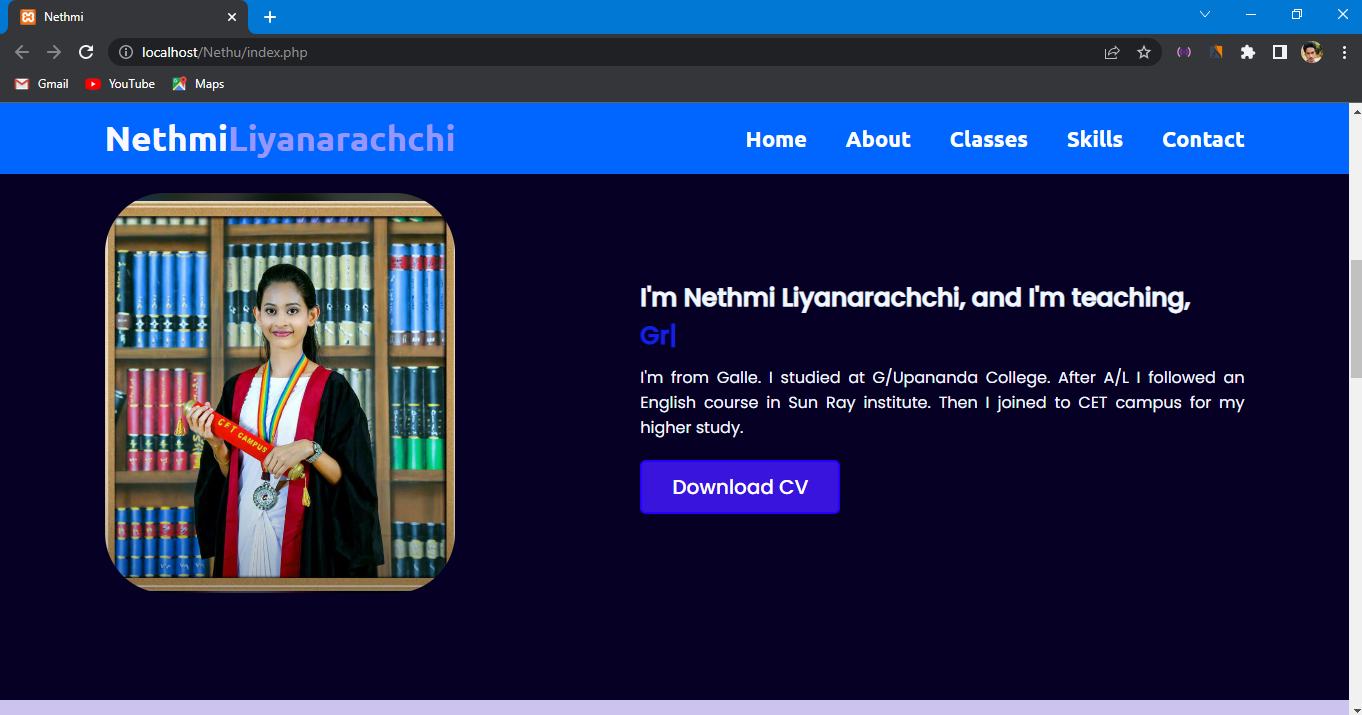 Nethmi
localhost/Nethu/index.php
Gmail YouTube Maps
NethmiLiyanarachchi Home About Classes Skills Contact
I'm Nethmi Liyanarachchi, and I'm teaching,
Gr|
I'm from Galle. I studied at G/Upananda College. After A/L I followed an
English course in Sun Ray institute. Then I joined to CET campus for my
higher study.
Download CV
CET CAMPUS